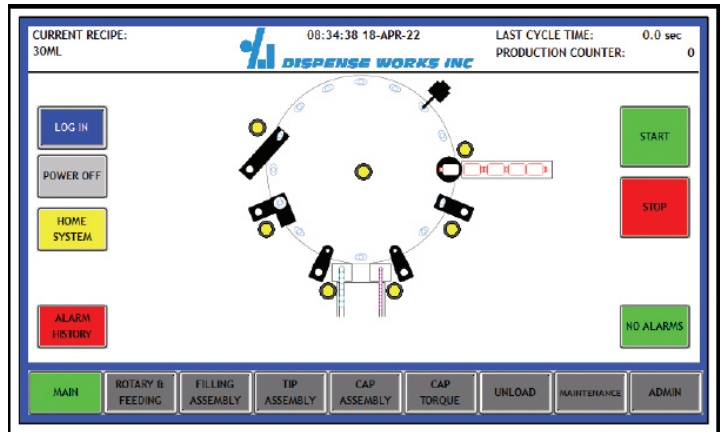 CURRENT RECIPE:
30ML
08:34:38 18-APR-22
DISPENSE WORKS INC
LAST CYCLE TIME: 0.0 sec
PRODUCTION COUNTER: 0
LOG IN
POWER OFF
HOME
SYSTEM
ALARM
HISTORY
START
STOP
NO ALARMS
MAIN
ROTARY &
FEEDING
FILLING
ASSEMBLY
TIP
ASSEMBLY
CAP
ASSEMBLY
CAP
TORQUE
UNLOAD
MAINTENANCE
ADMIN